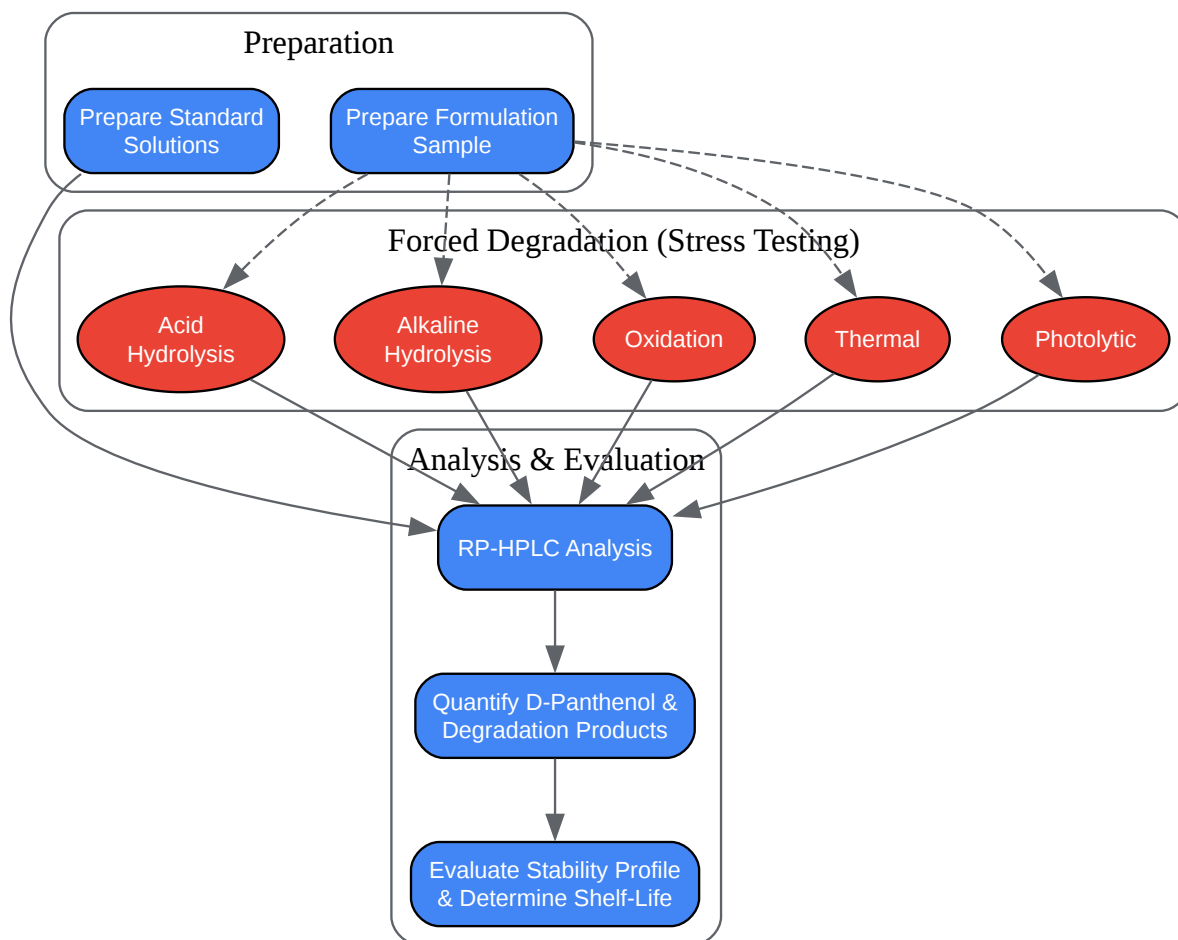 Preparation
Prepare Standard
Solutions
Prepare Formulation
Sample
Forced Degradation (Stress Testing)
Acid
Hydrolysis
Alkaline
Hydrolysis
Oxidation
Thermal
Photolytic
Analysis & Evaluation
RP-HPLC Analysis
Quantify D-Panthenol &
Degradation Products
Evaluate Stability Profile
& Determine Shelf-Life